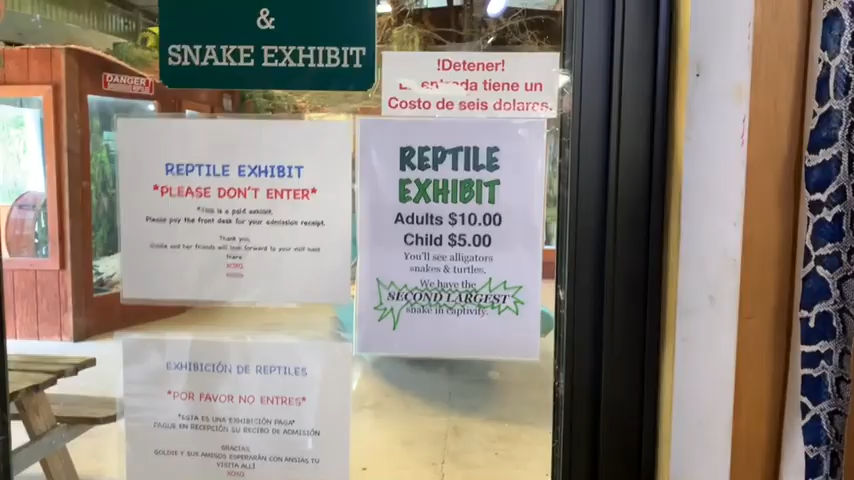 &
SNAKE EXHIBIT
DANGER
!Detener!
La entrada tiene un
Costo de seis dolares.
REPTILE EXHIBIT
*PLEASE DON'T ENTER*
*This is a paid exhibit.
Please pay the front desk for your admission receipt.
Thank you,
Goldie and her friends will look forward to your visit back
there
XOXO
REPTILE
EXHIBIT
Adults $10.00
Child $5.00
You'll see alligators
snakes & turtles.
We have the
SECOND LARGEST
snake in captivity.
EXHIBICIÓN DE REPTILES
*POR FAVOR NO ENTRES*
*ESTA ES UNA EXHIBICIÓN PAGA*
PAGUE EN RECEPCIÓN SU RECIBO DE ADMISIÓN
GRACIAS,
GOLDIE Y SUS AMIGOS ESPERARÁN CON ANSIAS TU
VISITA ALLÍ
XOXO